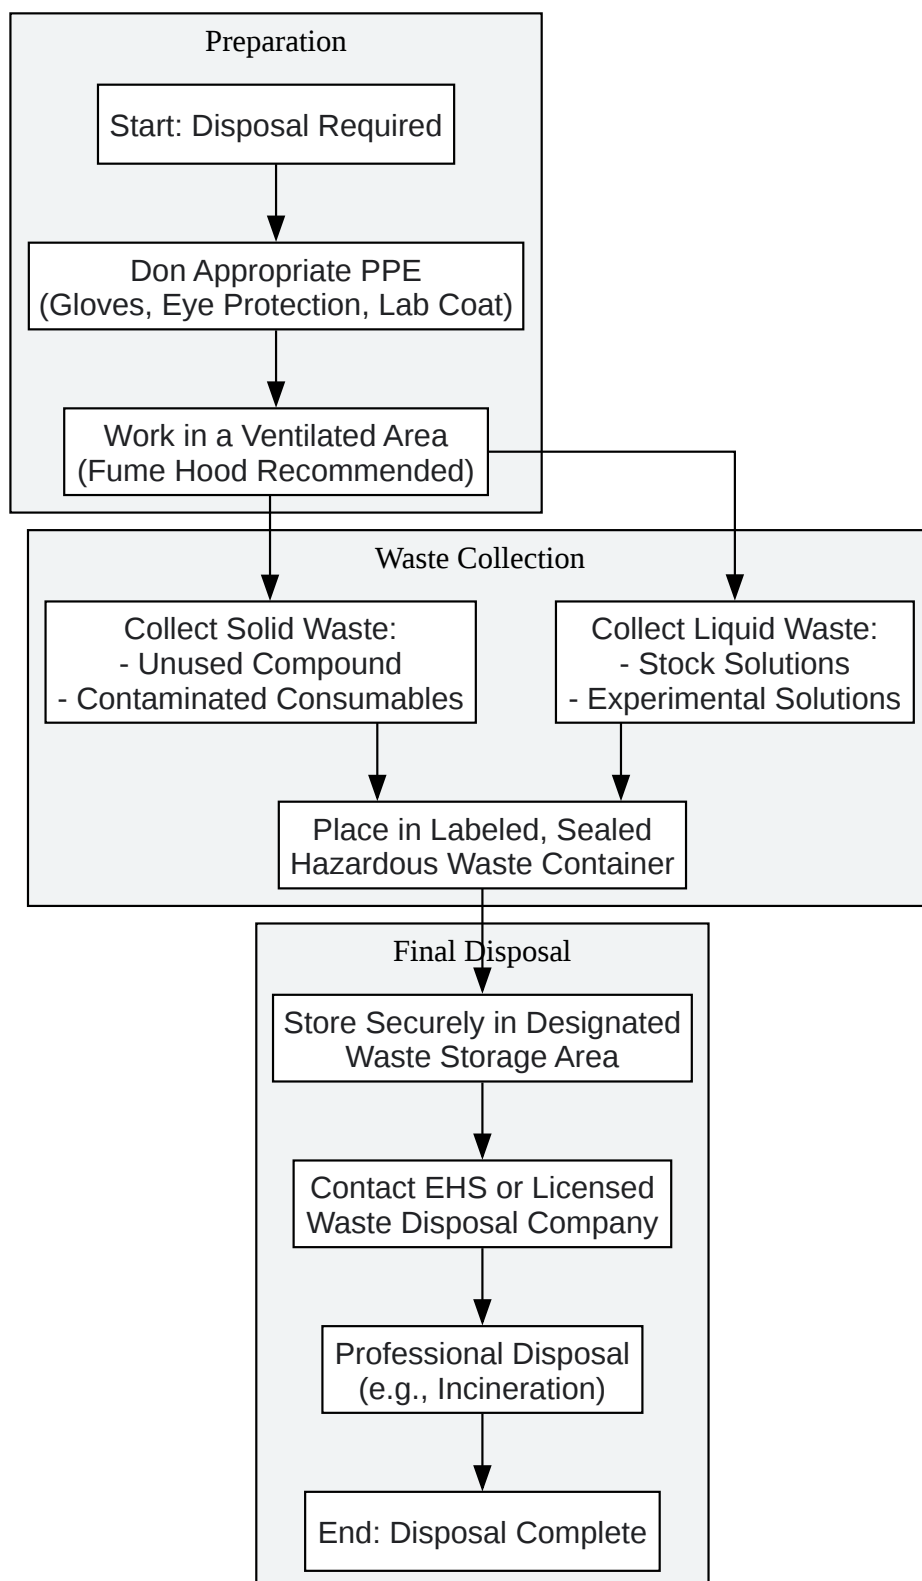 Preparation
Start: Disposal Required
Don Appropriate PPE
(Gloves, Eye Protection, Lab Coat)
Work in a Ventilated Area
(Fume Hood Recommended)
Waste Collection
Collect Solid Waste:
- Unused Compound
- Contaminated Consumables
Collect Liquid Waste:
- Stock Solutions
- Experimental Solutions
Place in Labeled, Sealed
Hazardous Waste Container
Final Disposal
Store Securely in Designated
Waste Storage Area
Contact EHS or Licensed
Waste Disposal Company
Professional Disposal
(e.g., Incineration)
End: Disposal Complete